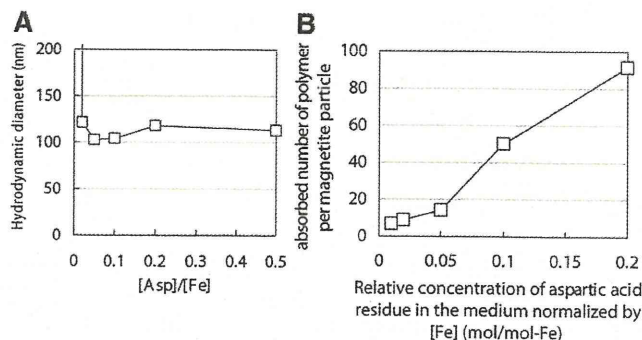 A
Hydrodynamic diameter (nm)
200
150
100
50
0
0 0.1 0.2 0.3 0.4 0.5
[Asp]/[Fe]
B
absorbed number of polymer
per magnetite particle
100
80
60
40
20
0
0 0.05 0.1 0.15 0.2
Relative concentration of aspartic acid
residue in the medium normalized by
[Fe] (mol/mol-Fe)